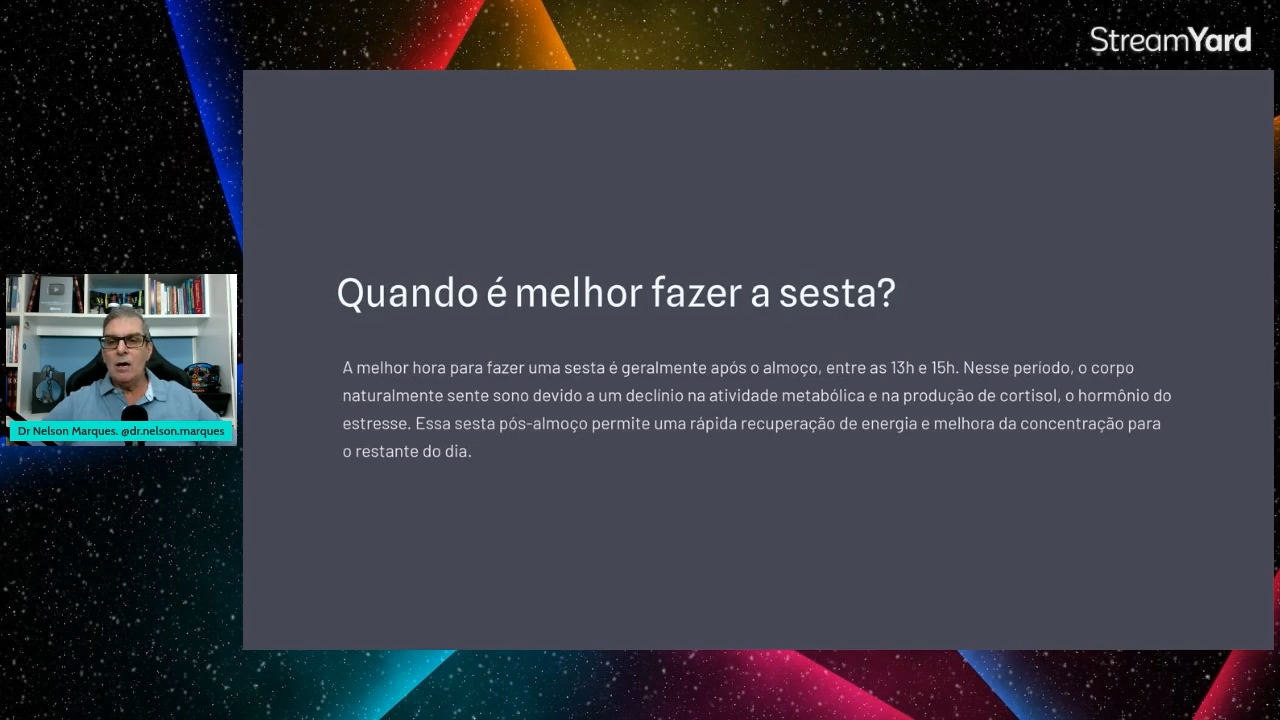 StreamYard
Quando é melhor fazer a sesta?
A melhor hora para fazer uma sesta é geralmente após o almoço, entre as 13h e 15h. Nesse período, o corpo
naturalmente sente sono devido a um declínio na atividade metabólica e na produção de cortisol, o hormônio do
estresse. Essa sesta pós-almoço permite uma rápida recuperação de energia e melhora da concentração para
o restante do dia.
Dr Nelson Marques. @dr.nelson.marques